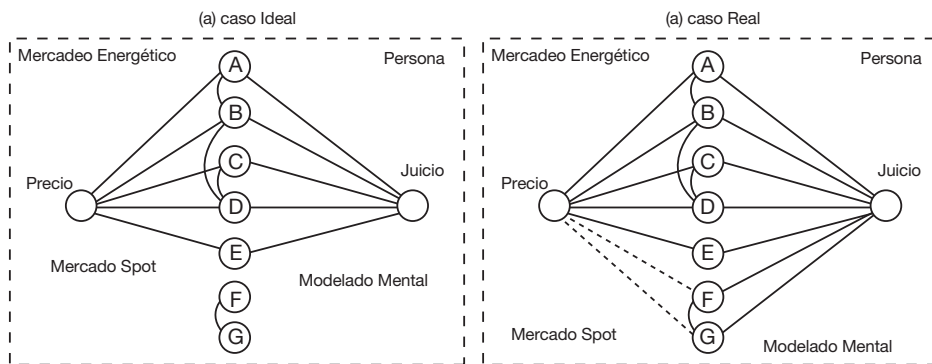 (a) caso Ideal
Mercadeo Energético
Persona
A
B
C
D
E
F
G
Precio
Juicio
Mercado Spot
Modelado Mental
(a) caso Real
Mercadeo Energético
Persona
A
B
C
D
E
F
G
Precio
Juicio
Mercado Spot
Modelado Mental